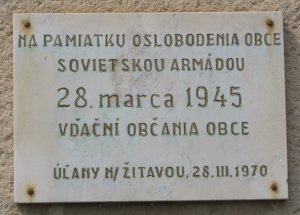 NA PAMIATKU OSLOBODENIA OBCE
SOVIETSKOU ARMÁDOU
28. marca 1945
VĎAČNÍ OBČANIA OBCE
ÚĽANY N/ŽITAVOU, 28.III.1970